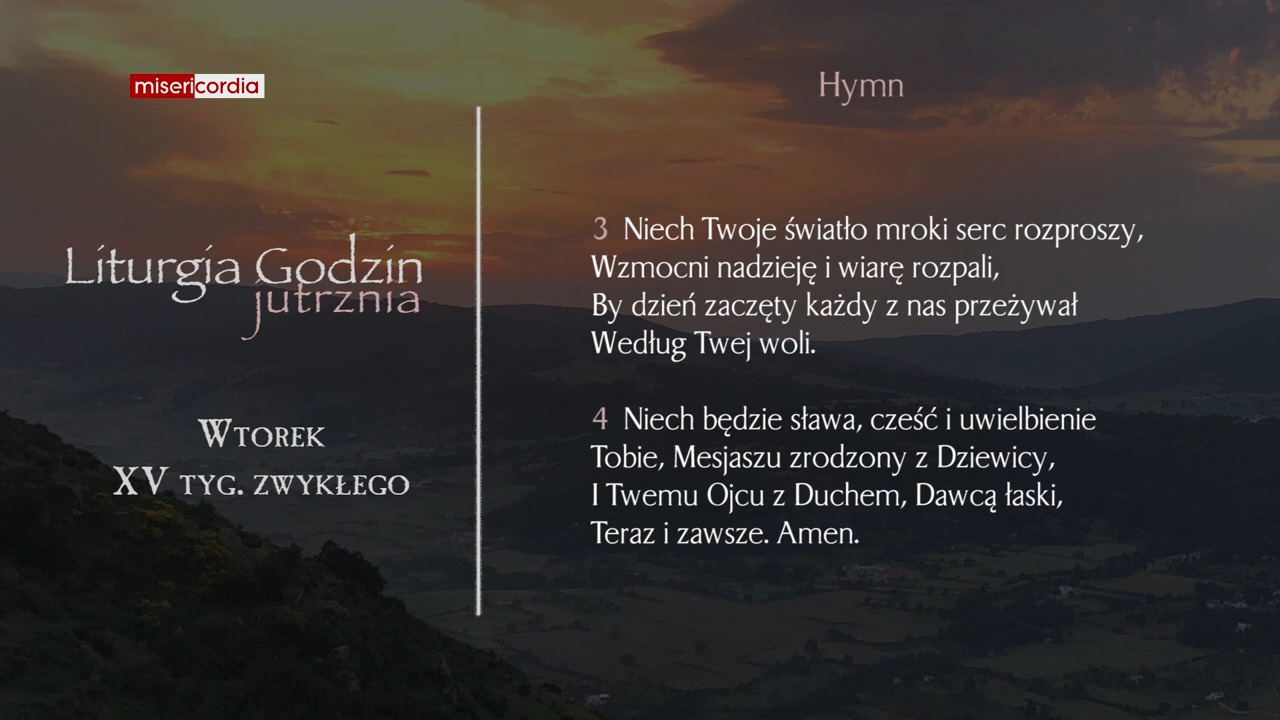 misericordia
Liturgia Godzin
jutrznia
Wtorek
XV tyg. zwykłego
Hymn
3 Niech Twoje światło mroki serc rozproszy,
Wzmocni nadzieję i wiarę rozpali,
By dzień zaczęty każdy z nas przeżywał
Według Twej woli.
4 Niech będzie sława, cześć i uwielbienie
Tobie, Mesjaszu zrodzony z Dziewicy,
I Twemu Ojcu z Duchem, Dawcą łaski,
Teraz i zawsze. Amen.